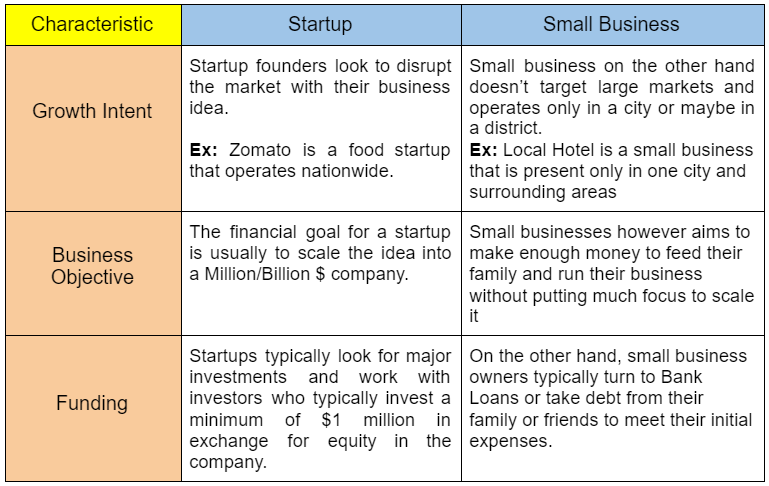 Characteristic
Startup
Small Business
Growth Intent
Startup founders look to disrupt
the market with their business
idea.
Ex: Zomato is a food startup
that operates nationwide.
Small business on the other hand
doesn’t target large markets and
operates only in a city or maybe in
a district.
Ex: Local Hotel is a small business
that is present only in one city and
surrounding areas
Business
Objective
The financial goal for a startup
is usually to scale the idea into
a Million/Billion $ company.
Small businesses however aims to
make enough money to feed their
family and run their business
without putting much focus to scale
it
Funding
Startups typically look for major
investments and work with
investors who typically invest a
minimum of $1 million in
exchange for equity in the
company.
On the other hand, small business
owners typically turn to Bank
Loans or take debt from their
family or friends to meet their initial
expenses.